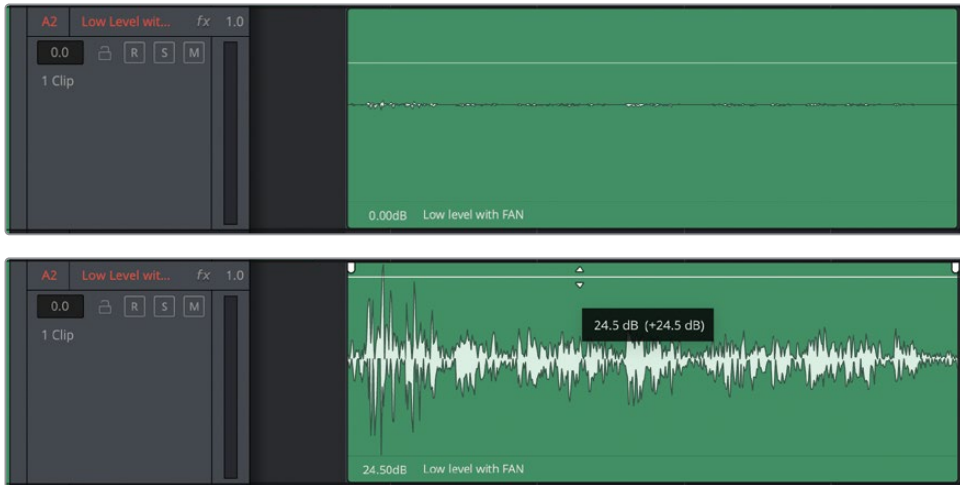 A2 Low Level wit... fx 1.0
0.0 R S M
1 Clip
0.00dB Low level with FAN
A2 Low Level wit... fx 1.0
0.0 R S M
24.5 dB (+24.5 dB)
1 Clip
24.50dB Low level with FAN